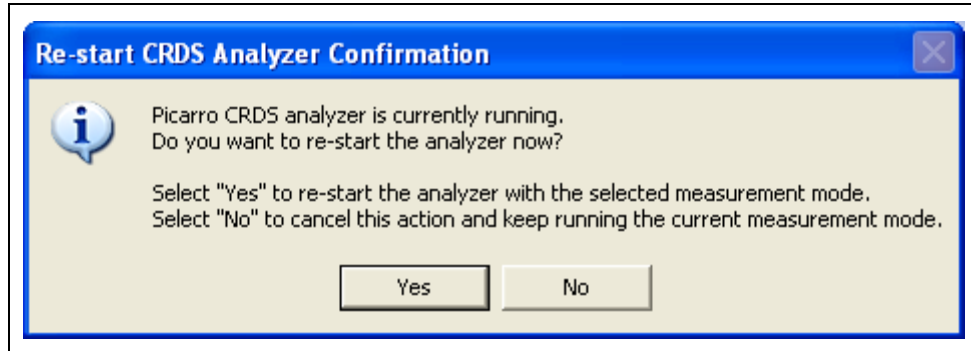 Re-start CRDS Analyzer Confirmation
Picarro CRDS analyzer is currently running.
Do you want to re-start the analyzer now?
Select "Yes" to re-start the analyzer with the selected measurement mode.
Select "No" to cancel this action and keep running the current measurement mode.
Yes
No